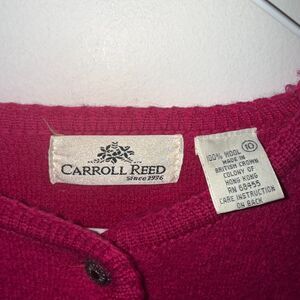 CARROLL REED
Since 1936
10
100% WOOL
MADE IN
BRITISH CROWN
COLONY OF
HONG KONG
RN 68455
CARE INSTRUCTION
ON BACK